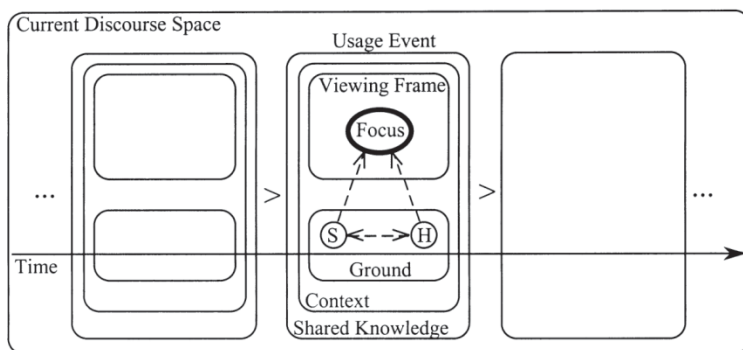 Current Discourse Space
Usage Event
Viewing Frame
Focus
... > > ...
S H
Time
Ground
Context
Shared Knowledge